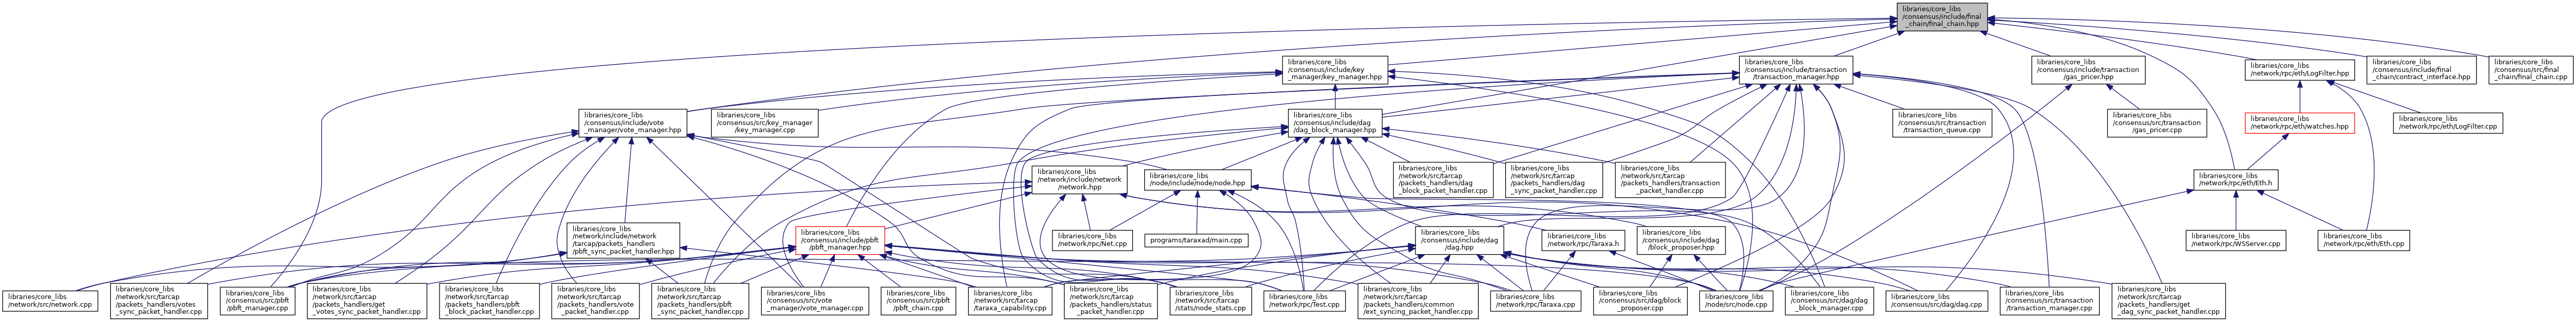 libraries/core_libs
/consensus/include/final
_chain/final_chain.hpp
libraries/core_libs
/consensus/include/key
_manager/key_manager.hpp
libraries/core_libs
/consensus/include/transaction
/transaction_manager.hpp
libraries/core_libs
/consensus/include/transaction
/gas_pricer.hpp
libraries/core_libs
/network/rpc/eth/LogFilter.hpp
libraries/core_libs
/consensus/include/final
_chain/contract_interface.hpp
libraries/core_libs
/consensus/src/final
_chain/final_chain.cpp
libraries/core_libs
/consensus/include/vote
_manager/vote_manager.hpp
libraries/core_libs
/consensus/src/key_manager
/key_manager.cpp
libraries/core_libs
/consensus/include/dag
/dag_block_manager.hpp
libraries/core_libs
/consensus/src/transaction
/transaction_queue.cpp
libraries/core_libs
/consensus/src/transaction
/gas_pricer.cpp
libraries/core_libs
/network/rpc/eth/watches.hpp
libraries/core_libs
/network/rpc/eth/LogFilter.cpp
libraries/core_libs
/network/include/network
/network.hpp
libraries/core_libs
/node/include/node/node.hpp
libraries/core_libs
/network/src/tarcap
/packets_handlers/dag
_block_packet_handler.cpp
libraries/core_libs
/network/src/tarcap
/packets_handlers/dag
_sync_packet_handler.cpp
libraries/core_libs
/network/src/tarcap
/packets_handlers/transaction
_packet_handler.cpp
libraries/core_libs
/network/rpc/eth/Eth.h
libraries/core_libs
/network/include/network
/tarcap/packets_handlers
/pbft_sync_packet_handler.hpp
libraries/core_libs
/consensus/include/pbft
/pbft_manager.hpp
libraries/core_libs
/network/rpc/Net.cpp
programs/taraxad/main.cpp
libraries/core_libs
/consensus/include/dag
/dag.hpp
libraries/core_libs
/network/rpc/Taraxa.h
libraries/core_libs
/consensus/include/dag
/block_proposer.hpp
libraries/core_libs
/network/rpc/WSServer.cpp
libraries/core_libs
/network/rpc/eth/Eth.cpp
libraries/core_libs
/network/src/network.cpp
libraries/core_libs
/network/src/tarcap
/packets_handlers/votes
_sync_packet_handler.cpp
libraries/core_libs
/consensus/src/pbft
/pbft_manager.cpp
libraries/core_libs
/network/src/tarcap
/packets_handlers/get
_votes_sync_packet_handler.cpp
libraries/core_libs
/network/src/tarcap
/packets_handlers/pbft
_block_packet_handler.cpp
libraries/core_libs
/network/src/tarcap
/packets_handlers/vote
_packet_handler.cpp
libraries/core_libs
/network/src/tarcap
/packets_handlers/pbft
_sync_packet_handler.cpp
libraries/core_libs
/consensus/src/vote
_manager/vote_manager.cpp
libraries/core_libs
/consensus/src/pbft
/pbft_chain.cpp
libraries/core_libs
/network/src/tarcap
/taraxa_capability.cpp
libraries/core_libs
/network/src/tarcap
/packets_handlers/status
_packet_handler.cpp
libraries/core_libs
/network/src/tarcap
/stats/node_stats.cpp
libraries/core_libs
/network/rpc/Test.cpp
libraries/core_libs
/network/src/tarcap
/packets_handlers/common
/ext_syncing_packet_handler.cpp
libraries/core_libs
/network/rpc/Taraxa.cpp
libraries/core_libs
/consensus/src/dag/block
_proposer.cpp
libraries/core_libs
/node/src/node.cpp
libraries/core_libs
/consensus/src/dag/dag
_block_manager.cpp
libraries/core_libs
/consensus/src/dag/dag.cpp
libraries/core_libs
/consensus/src/transaction
/transaction_manager.cpp
libraries/core_libs
/network/src/tarcap
/packets_handlers/get
_dag_sync_packet_handler.cpp